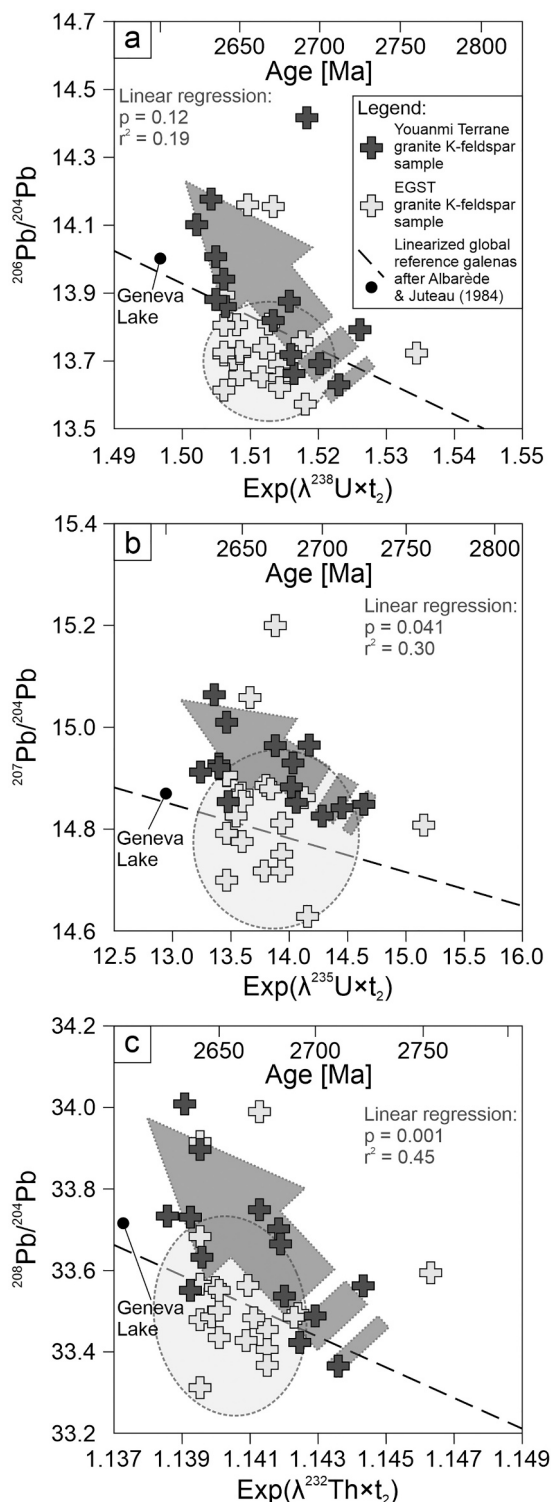 a
2650 2700 2750 2800
Age [Ma]
Linear regression:
p = 0.12
r² = 0.19
Legend:
Youanmi Terrane
granite K-feldspar
sample
EGST
granite K-feldspar
sample
Linearized global
reference galenas
after Albarède
& Juteau (1984)
Geneva
Lake
14.7
14.5
14.3
14.1
13.9
13.7
13.5
²⁰⁶Pb/²⁰⁴Pb
1.49 1.50 1.51 1.52 1.53 1.54 1.55
Exp(λ²³⁸U×t₂)
b
2650 2700 2750 2800
Age [Ma]
Linear regression:
p = 0.041
r² = 0.30
Geneva
Lake
15.4
15.2
15.0
14.8
14.6
²⁰⁷Pb/²⁰⁴Pb
12.5 13.0 13.5 14.0 14.5 15.0 15.5 16.0
Exp(λ²³⁵U×t₂)
c
2650 2700 2750
Age [Ma]
Linear regression:
p = 0.001
r² = 0.45
Geneva
Lake
34.2
34.0
33.8
33.6
33.4
33.2
²⁰⁸Pb/²⁰⁴Pb
1.137 1.139 1.141 1.143 1.145 1.147 1.149
Exp(λ²³²Th×t₂)